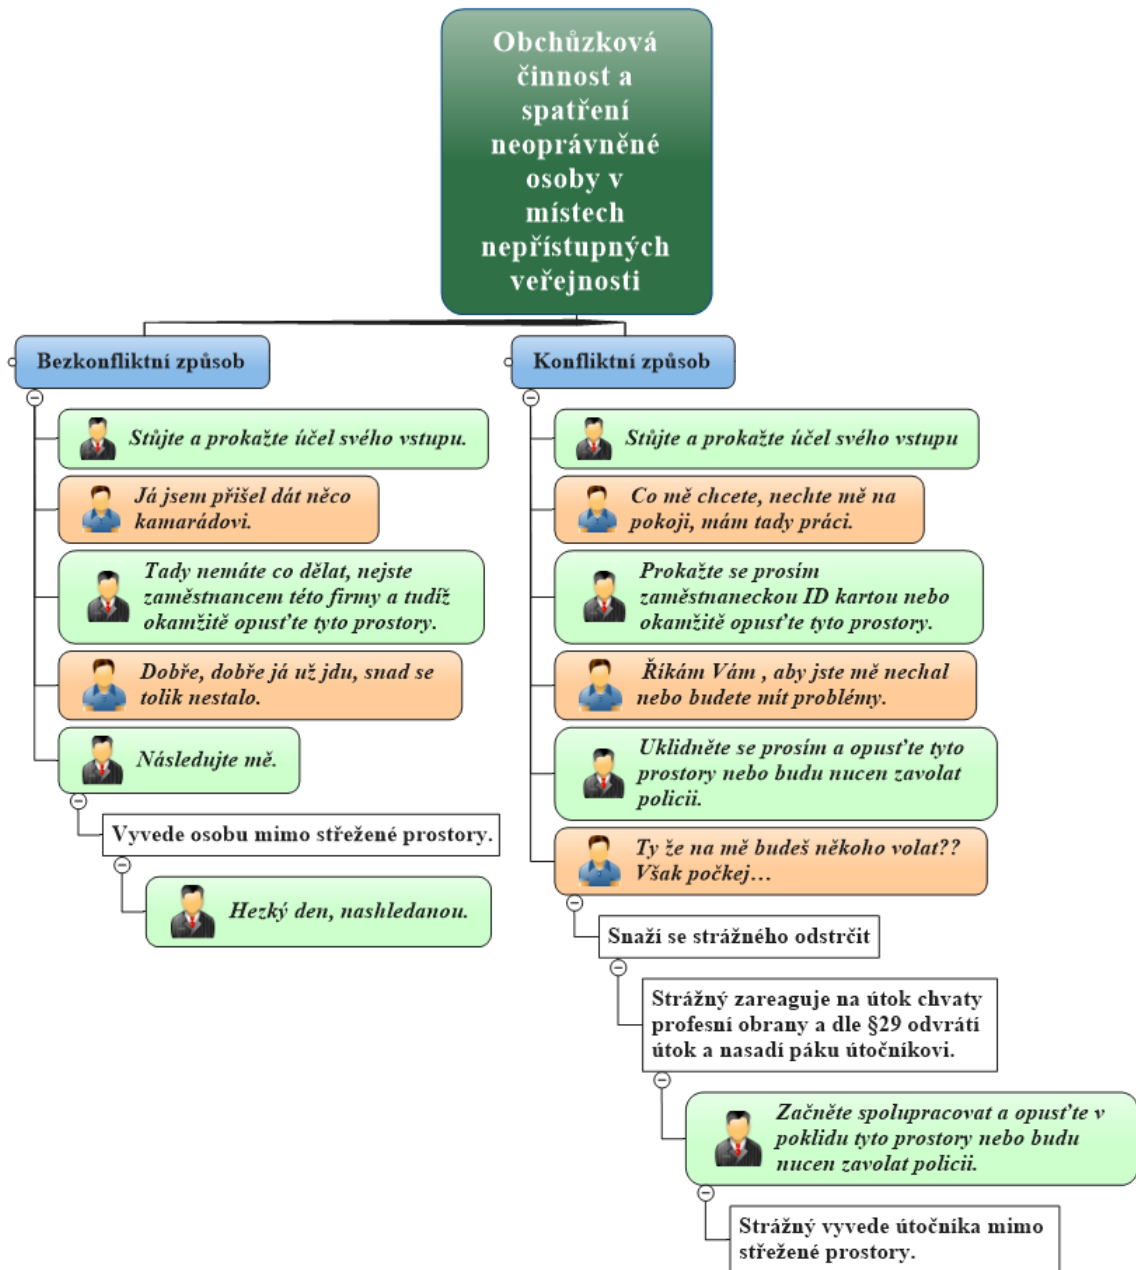 Obchůzková
činnost a
spatření
neoprávněné
osoby v
místech
nepřístupných
veřejnosti
Bezkonfliktní způsob
Stůjte a prokažte účel svého vstupu.
Já jsem přišel dát něco
kamarádovi.
Tady nemáte co dělat, nejste
zaměstnancem této firmy a tudíž
okamžitě opusťte tyto prostory.
Dobře, dobře já už jdu, snad se
tolik nestalo.
Následujte mě.
Vyvede osobu mimo střežené prostory.
Hezký den, nashledanou.
Konfliktní způsob
Stůjte a prokažte účel svého vstupu
Co mě chcete, nechte mě na
pokoji, mám tady práci.
Prokažte se prosím
zaměstnaneckou ID kartou nebo
okamžitě opusťte tyto prostory.
Říkám Vám , aby jste mě nechal
nebo budete mít problémy.
Uklidněte se prosím a opusťte tyto
prostory nebo budu nucen zavolat
policii.
Ty že na mě budeš někoho volat??
Však počkej…
Snaží se strážného odstrčit
Strážný zareaguje na útok chvaty
profesní obrany a dle §29 odvrátí
útok a nasadí páku útočníkovi.
Začněte spolupracovat a opusťte v
poklidu tyto prostory nebo budu
nucen zavolat policii.
Strážný vyvede útočníka mimo
střežené prostory.